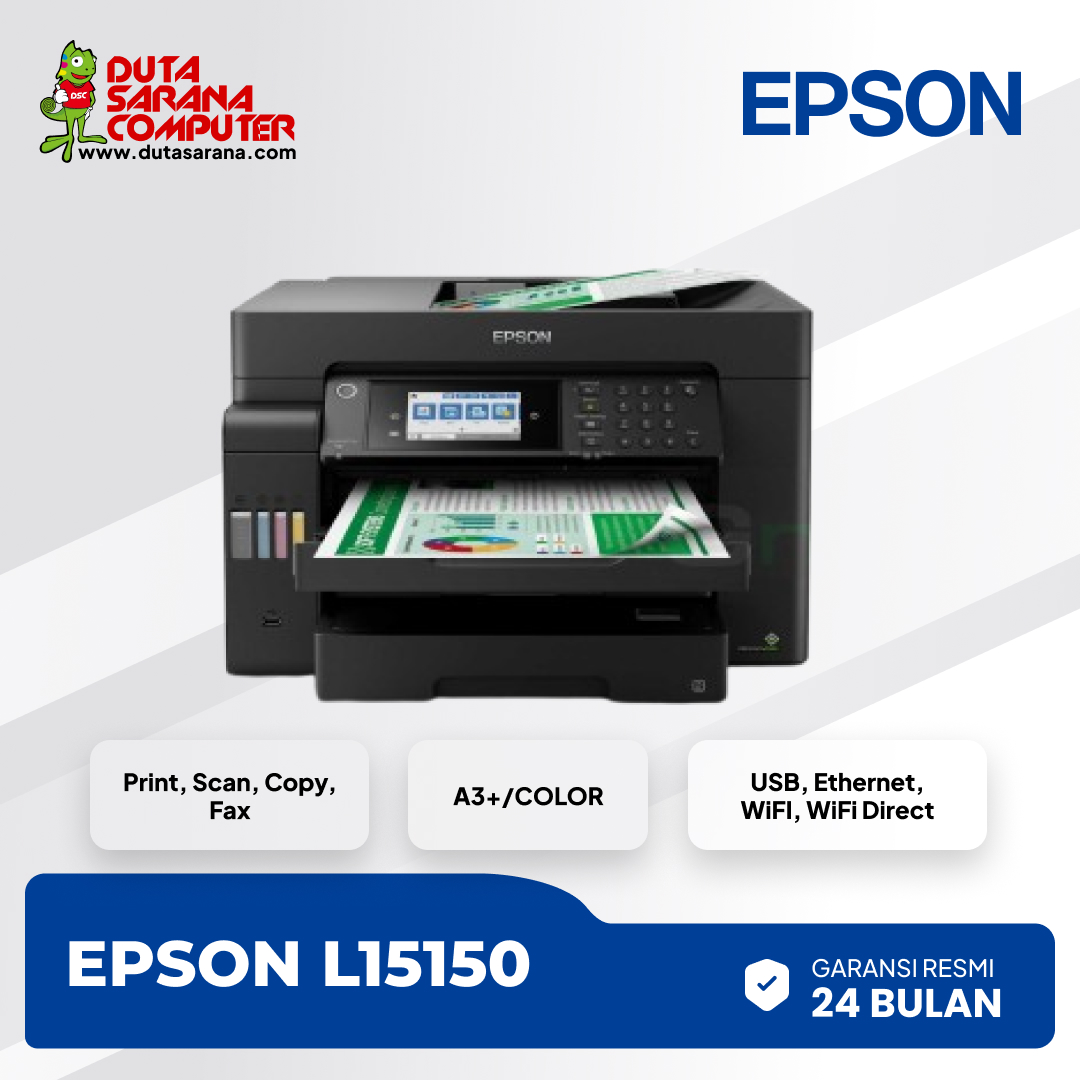 DUTA
SARANA
COMPUTER
DSC
www.dutasarana.com
EPSON
EPSON
Print, Scan, Copy,
Fax
A3+/COLOR
USB, Ethernet,
WiFI, WiFi Direct
EPSON L15150
GARANSI RESMI
24 BULAN